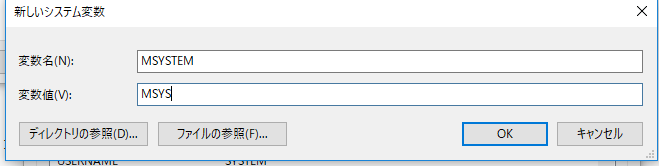 新しいシステム変数
変数名(N):
MSYSTEM
変数値(V):
MSYS
ディレクトリの参照(D)...
ファイルの参照(F)...
OK
キャンセル
USERNAME
SYSTEM